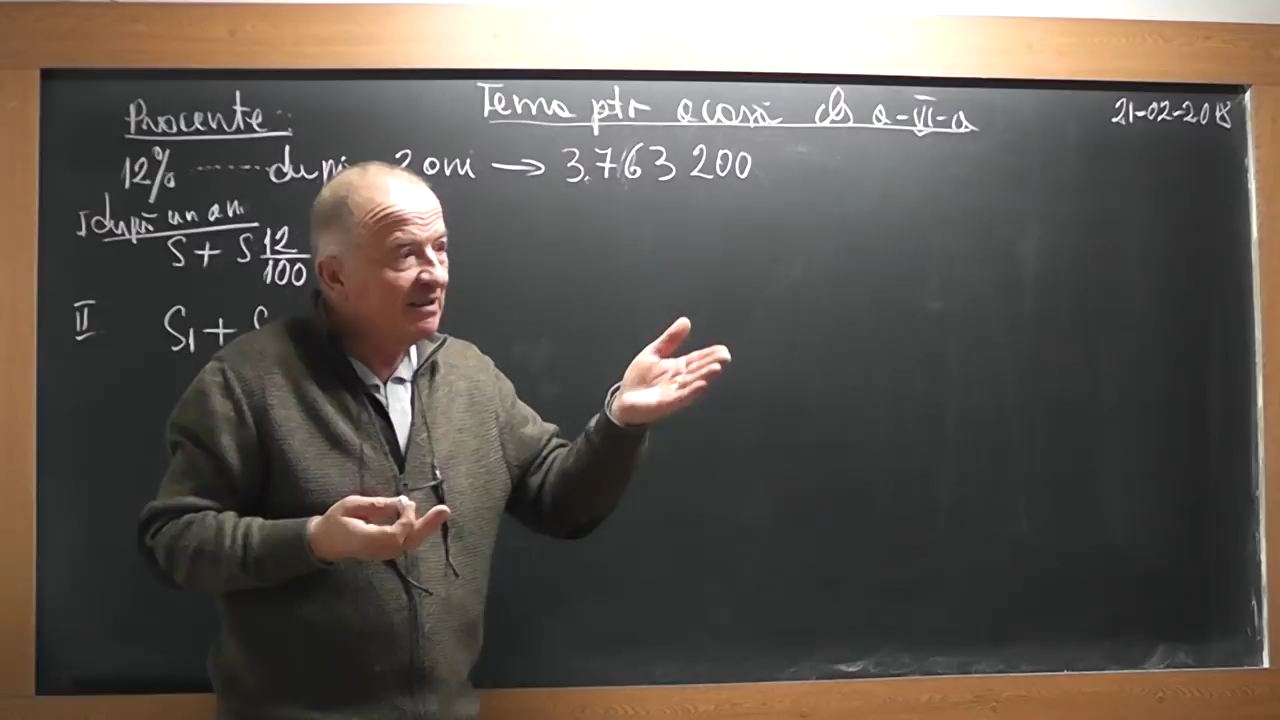 Procente:
Tema ptr acasă cls a-VI-a
21-02-2018
12% ...... după 2 ani → 3.763 200
I după un an
S + S 12/100
II S₁ +